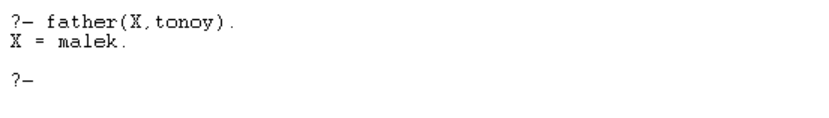 ?- father(X,tonoy).
X = malek.
?-